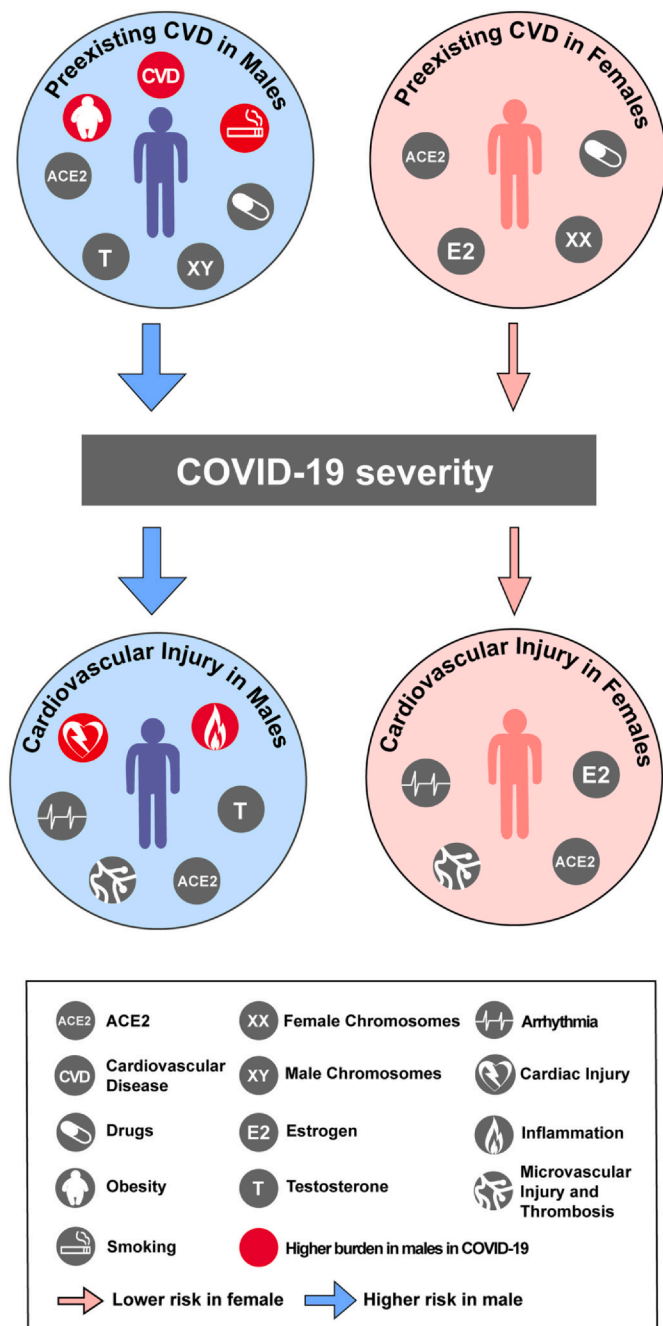 Preexisting CVD in Males
CVD
ACE2
T
XY
Preexisting CVD in Females
ACE2
E2
XX
COVID-19 severity
Cardiovascular Injury in Males
T
ACE2
Cardiovascular Injury in Females
E2
ACE2
ACE2 ACE2
CVD Cardiovascular
Disease
Drugs
Obesity
Smoking
XX Female Chromosomes
XY Male Chromosomes
E2 Estrogen
T Testosterone
Higher burden in males in COVID-19
Arrhythmia
Cardiac Injury
Inflammation
Microvascular
Injury and
Thrombosis
Lower risk in female
Higher risk in male